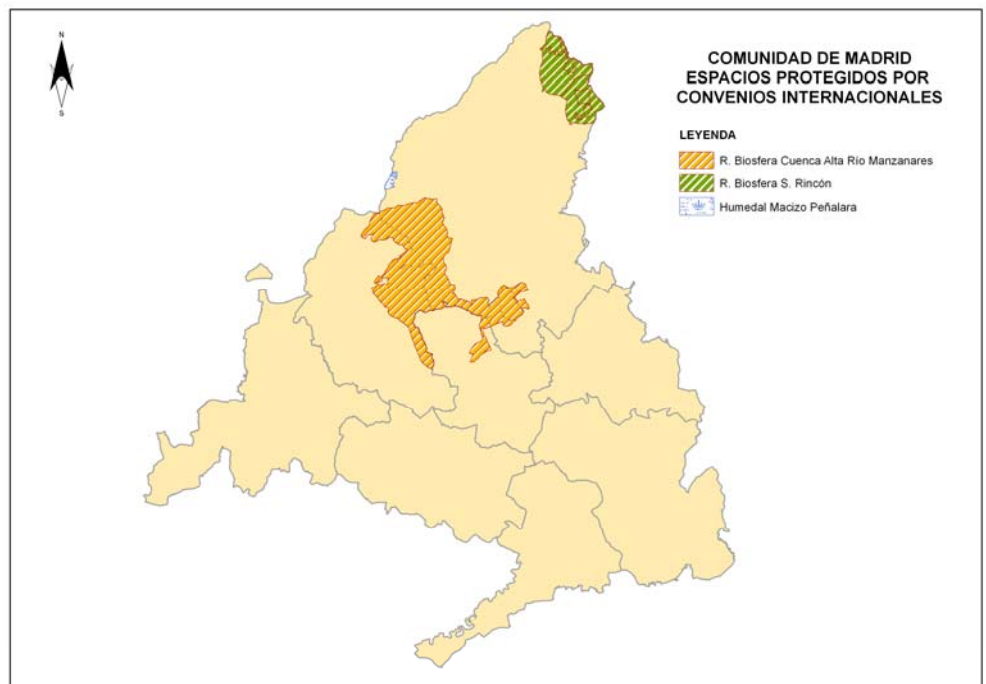 N
S
COMUNIDAD DE MADRID
ESPACIOS PROTEGIDOS POR
CONVENIOS INTERNACIONALES
LEYENDA
R. Biosfera Cuenca Alta Río Manzanares
R. Biosfera S. Rincón
Humedal Macizo Peñalara